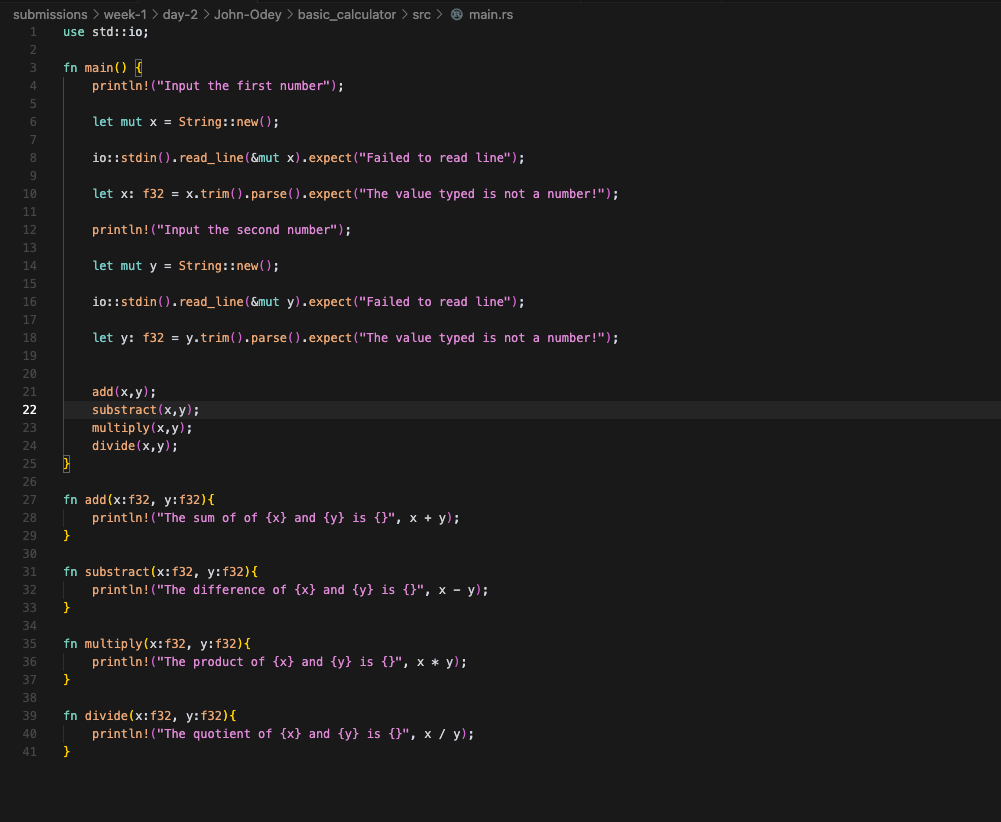 submissions > week-1 > day-2 > John-Odey > basic_calculator > src > main.rs
1 use std::io;
2
3 fn main() {
4     println!("Input the first number");
5
6     let mut x = String::new();
7
8     io::stdin().read_line(&mut x).expect("Failed to read line");
9
10     let x: f32 = x.trim().parse().expect("The value typed is not a number!");
11
12     println!("Input the second number");
13
14     let mut y = String::new();
15
16     io::stdin().read_line(&mut y).expect("Failed to read line");
17
18     let y: f32 = y.trim().parse().expect("The value typed is not a number!");
19
20
21     add(x,y);
22     substract(x,y);
23     multiply(x,y);
24     divide(x,y);
25 }
26
27 fn add(x:f32, y:f32){
28     println!("The sum of of {x} and {y} is {}", x + y);
29 }
30
31 fn substract(x:f32, y:f32){
32     println!("The difference of {x} and {y} is {}", x - y);
33 }
34
35 fn multiply(x:f32, y:f32){
36     println!("The product of {x} and {y} is {}", x * y);
37 }
38
39 fn divide(x:f32, y:f32){
40     println!("The quotient of {x} and {y} is {}", x / y);
41 }